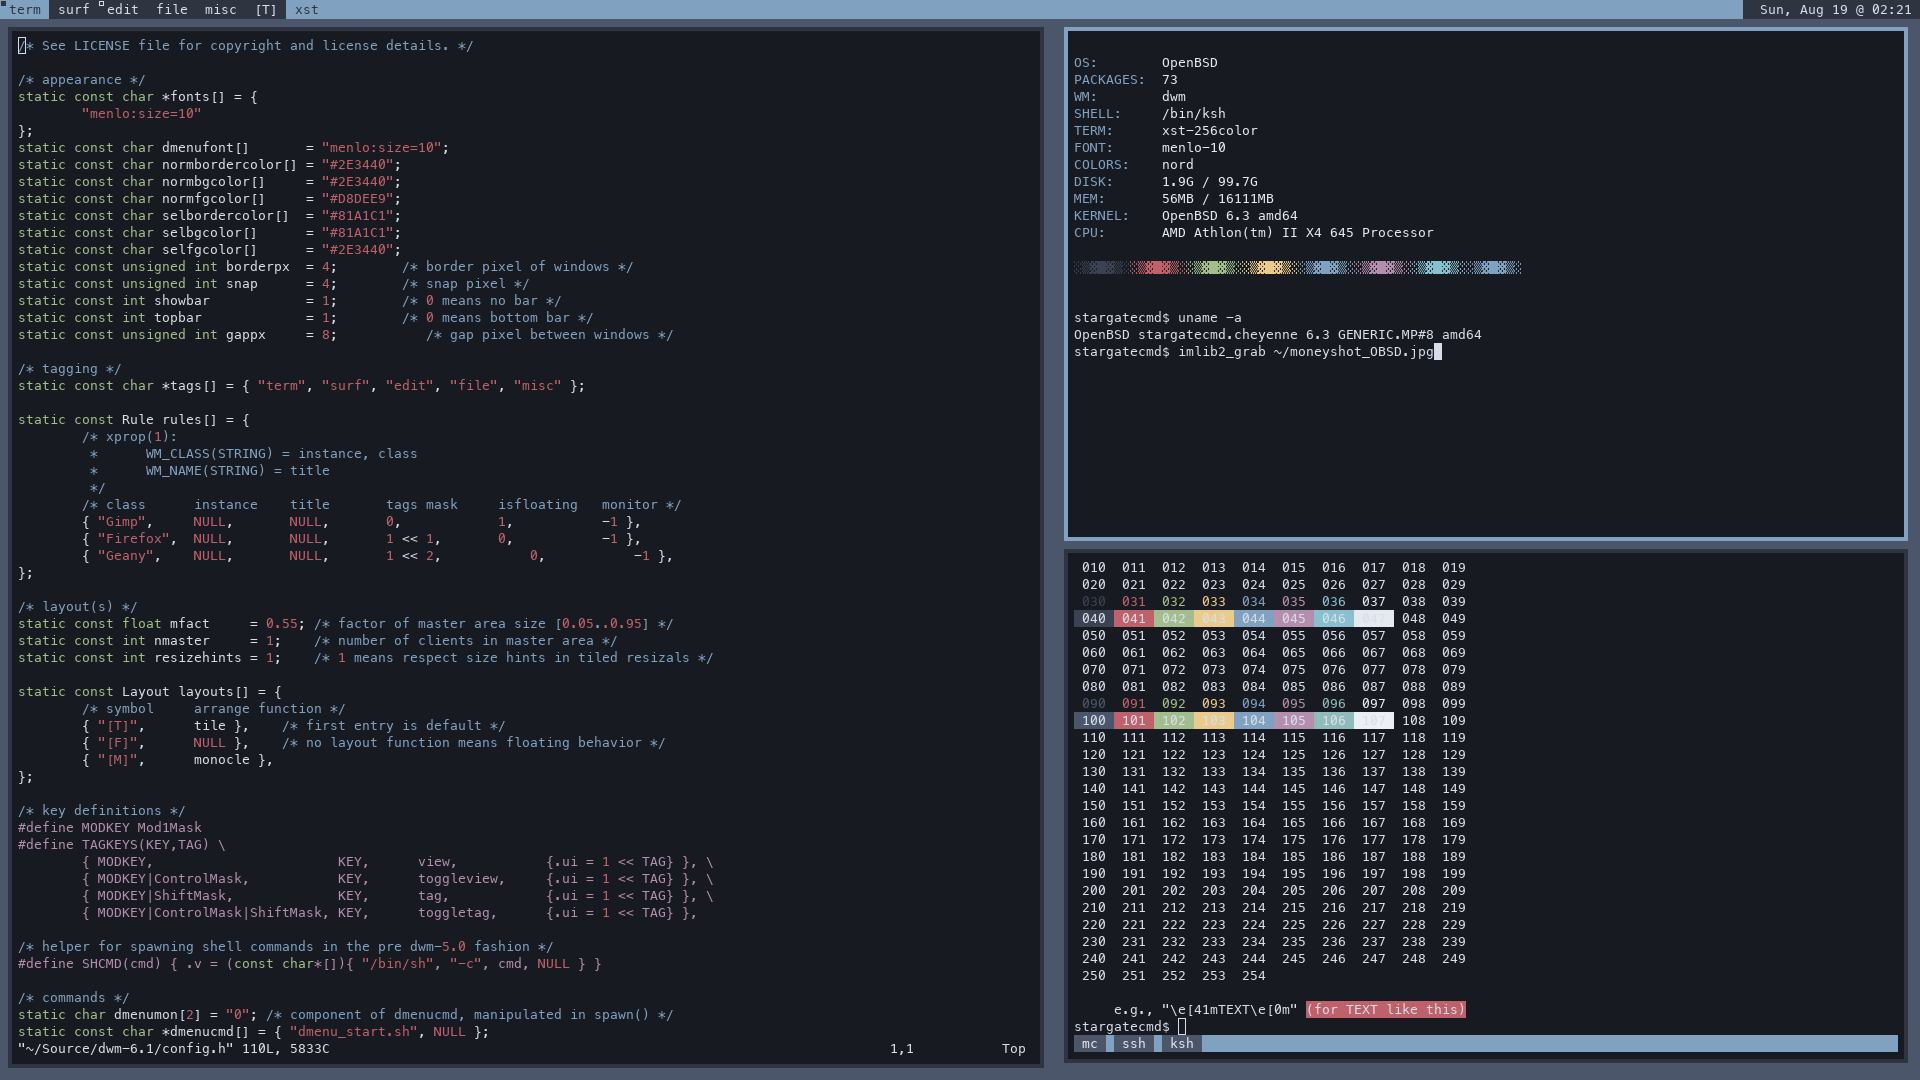 term surf edit file misc [T] xst Sun, Aug 19 @ 02:21
/* See LICENSE file for copyright and license details. */
/* appearance */
static const char *fonts[] = {
"menlo:size=10"
};
static const char dmenufont[] = "menlo:size=10";
static const char normbordercolor[] = "#2E3440";
static const char normbgcolor[] = "#2E3440";
static const char normfgcolor[] = "#D8DEE9";
static const char selbordercolor[] = "#81A1C1";
static const char selbgcolor[] = "#81A1C1";
static const char selfgcolor[] = "#2E3440";
static const unsigned int borderpx = 4; /* border pixel of windows */
static const unsigned int snap = 4; /* snap pixel */
static const int showbar = 1; /* 0 means no bar */
static const int topbar = 1; /* 0 means bottom bar */
static const unsigned int gappx = 8; /* gap pixel between windows */
/* tagging */
static const char *tags[] = { "term", "surf", "edit", "file", "misc" };
static const Rule rules[] = {
/* xprop(1):
* WM_CLASS(STRING) = instance, class
* WM_NAME(STRING) = title
*/
/* class instance title tags mask isfloating monitor */
{ "Gimp", NULL, NULL, 0, 1, -1 },
{ "Firefox", NULL, NULL, 1 << 1, 0, -1 },
{ "Geany", NULL, NULL, 1 << 2, 0, -1 },
};
/* layout(s) */
static const float mfact = 0.55; /* factor of master area size [0.05..0.95] */
static const int nmaster = 1; /* number of clients in master area */
static const int resizehints = 1; /* 1 means respect size hints in tiled resizals */
static const Layout layouts[] = {
/* symbol arrange function */
{ "[T]", tile }, /* first entry is default */
{ "[F]", NULL }, /* no layout function means floating behavior */
{ "[M]", monocle },
};
/* key definitions */
#define MODKEY Mod1Mask
#define TAGKEYS(KEY,TAG) \
{ MODKEY, KEY, view, {.ui = 1 << TAG} }, \
{ MODKEY|ControlMask, KEY, toggleview, {.ui = 1 << TAG} }, \
{ MODKEY|ShiftMask, KEY, tag, {.ui = 1 << TAG} }, \
{ MODKEY|ControlMask|ShiftMask, KEY, toggletag, {.ui = 1 << TAG} },
/* helper for spawning shell commands in the pre dwm-5.0 fashion */
#define SHCMD(cmd) { .v = (const char*[]){ "/bin/sh", "-c", cmd, NULL } }
/* commands */
static char dmenumon[2] = "0"; /* component of dmenucmd, manipulated in spawn() */
static const char *dmenucmd[] = { "dmenu_start.sh", NULL };
"~/Source/dwm-6.1/config.h" 110L, 5833C 1,1 Top
OS: OpenBSD
PACKAGES: 73
WM: dwm
SHELL: /bin/ksh
TERM: xst-256color
FONT: menlo-10
COLORS: nord
DISK: 1.9G / 99.7G
MEM: 56MB / 16111MB
KERNEL: OpenBSD 6.3 amd64
CPU: AMD Athlon(tm) II X4 645 Processor
stargatecmd$ uname -a
OpenBSD stargatecmd.cheyenne 6.3 GENERIC.MP#8 amd64
stargatecmd$ imlib2_grab ~/moneyshot_OBSD.jpg
010 011 012 013 014 015 016 017 018 019
020 021 022 023 024 025 026 027 028 029
030 031 032 033 034 035 036 037 038 039
040 041 042 043 044 045 046 047 048 049
050 051 052 053 054 055 056 057 058 059
060 061 062 063 064 065 066 067 068 069
070 071 072 073 074 075 076 077 078 079
080 081 082 083 084 085 086 087 088 089
090 091 092 093 094 095 096 097 098 099
100 101 102 103 104 105 106 107 108 109
110 111 112 113 114 115 116 117 118 119
120 121 122 123 124 125 126 127 128 129
130 131 132 133 134 135 136 137 138 139
140 141 142 143 144 145 146 147 148 149
150 151 152 153 154 155 156 157 158 159
160 161 162 163 164 165 166 167 168 169
170 171 172 173 174 175 176 177 178 179
180 181 182 183 184 185 186 187 188 189
190 191 192 193 194 195 196 197 198 199
200 201 202 203 204 205 206 207 208 209
210 211 212 213 214 215 216 217 218 219
220 221 222 223 224 225 226 227 228 229
230 231 232 233 234 235 236 237 238 239
240 241 242 243 244 245 246 247 248 249
250 251 252 253 254
e.g., "\e[41mTEXT\e[0m" (for TEXT like this)
stargatecmd$
mc ssh ksh